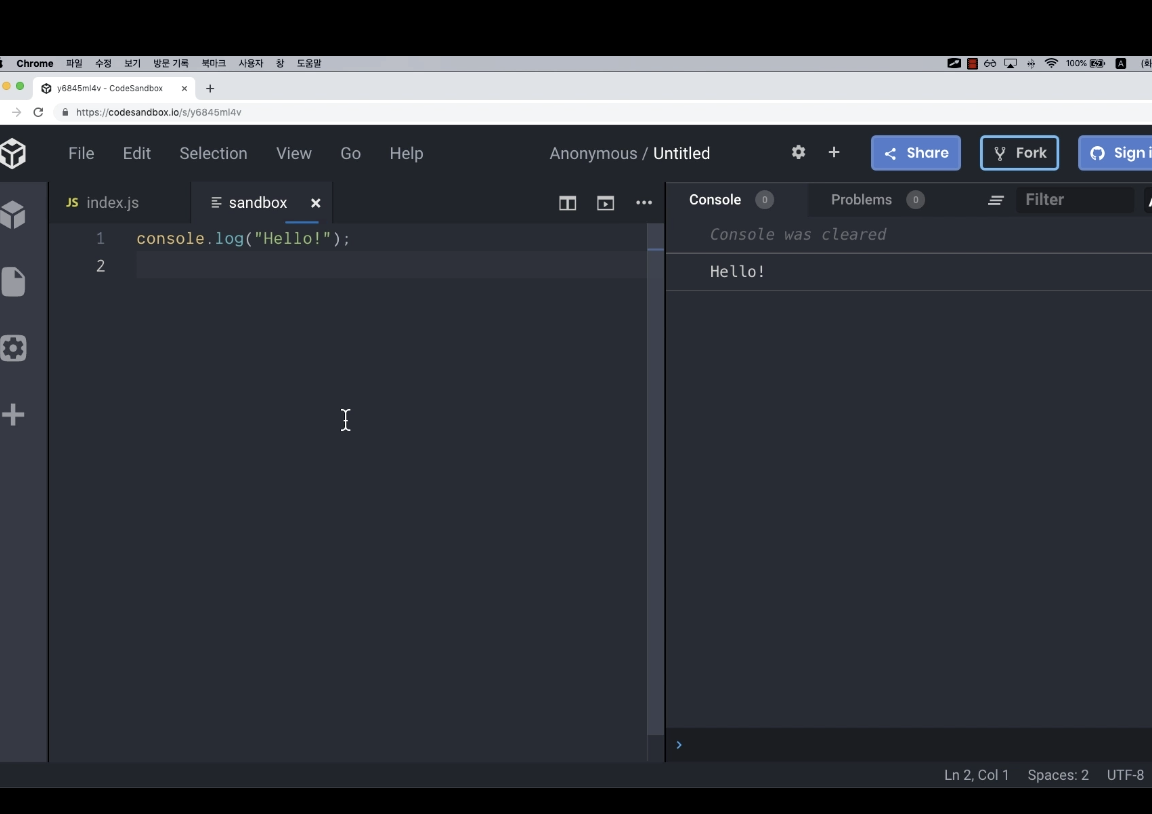 Chrome 파일 수정 보기 방문 기록 북마크 사용자 창 도움말 100% A
y6845ml4v - CodeSandbox
https://codesandbox.io/s/y6845ml4v
File Edit Selection View Go Help Anonymous / Untitled Share Fork Sign i
JS index.js sandbox Console 0 Problems 0 Filter
1 console.log("Hello!");
2
Console was cleared
Hello!
Ln 2, Col 1 Spaces: 2 UTF-8